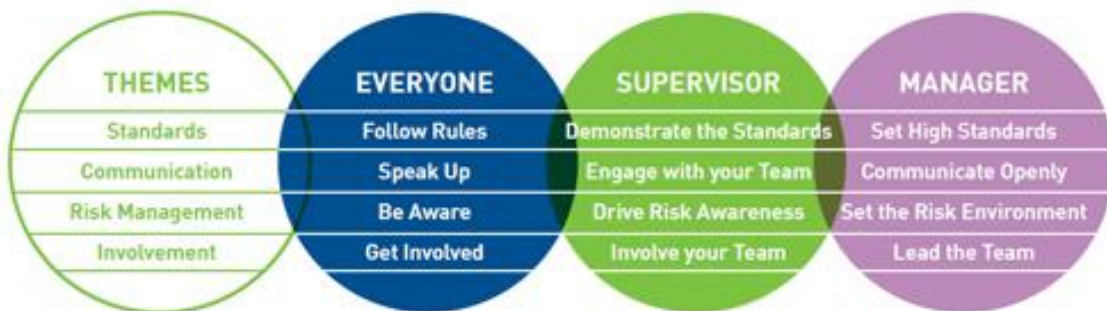 THEMES EVERYONE SUPERVISOR MANAGER
Standards Follow Rules Demonstrate the Standards Set High Standards
Communication Speak Up Engage with your Team Communicate Openly
Risk Management Be Aware Drive Risk Awareness Set the Risk Environment
Involvement Get Involved Involve your Team Lead the Team